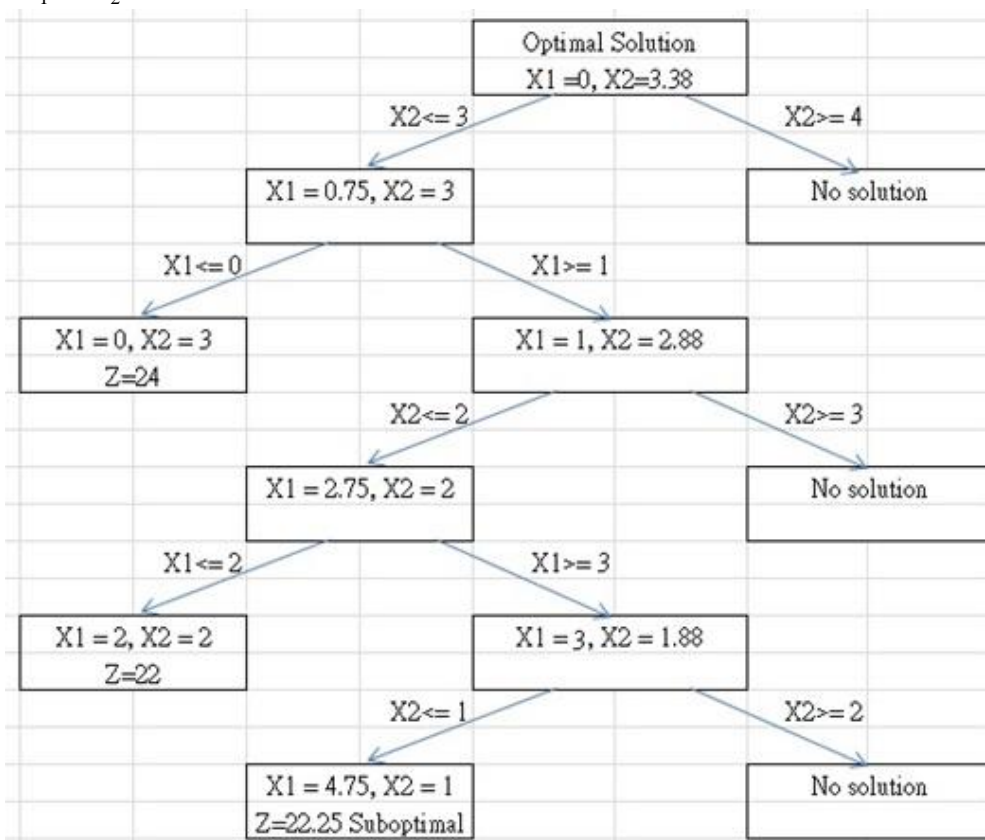 Optimal Solution
X1 =0, X2=3.38
X2<= 3
X2>= 4
X1 = 0.75, X2 = 3
No solution
X1<= 0
X1>= 1
X1 = 0, X2 = 3
Z=24
X1 = 1, X2 = 2.88
X2<= 2
X2>= 3
X1 = 2.75, X2 = 2
No solution
X1<= 2
X1>= 3
X1 = 2, X2 = 2
Z=22
X1 = 3, X2 = 1.88
X2<= 1
X2>= 2
X1 = 4.75, X2 = 1
Z=22.25 Suboptimal
No solution